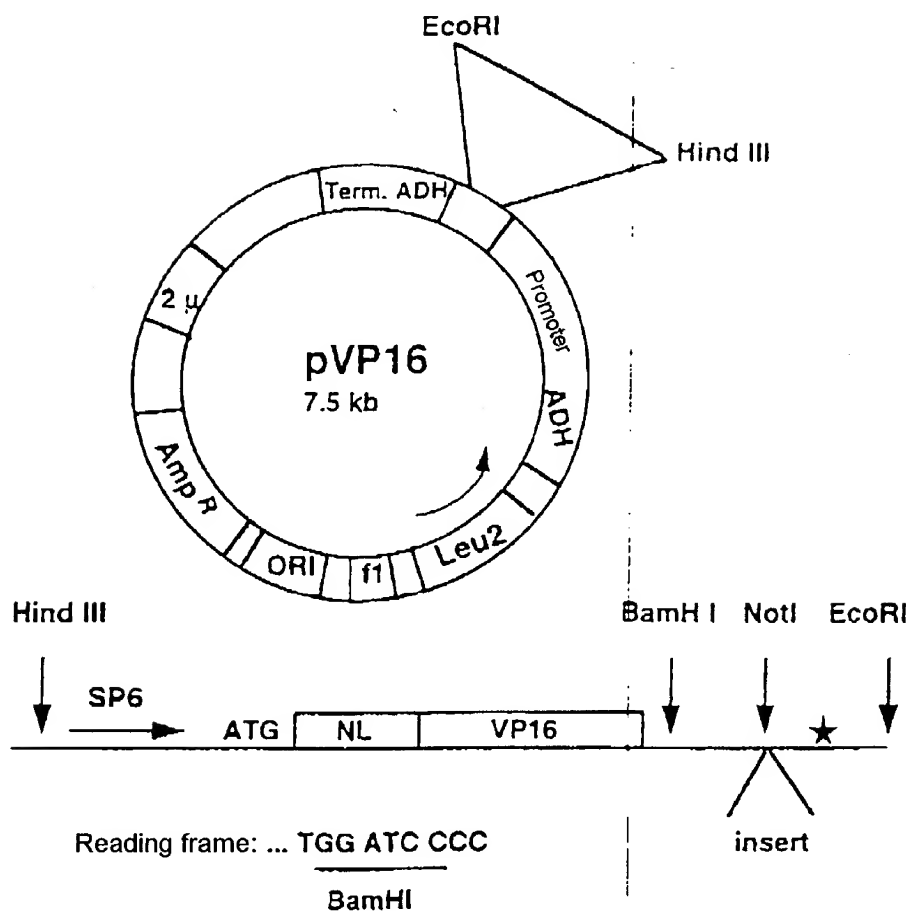 EcoRI
Hind III
Term. ADH
Promoter
ADH
2 μ
pVP16
7.5 kb
Amp R
ORI
f1
Leu2
Hind III
BamH I NotI EcoRI
SP6
ATG NL VP16
insert
Reading frame: ... TGG ATC CCC
BamHI